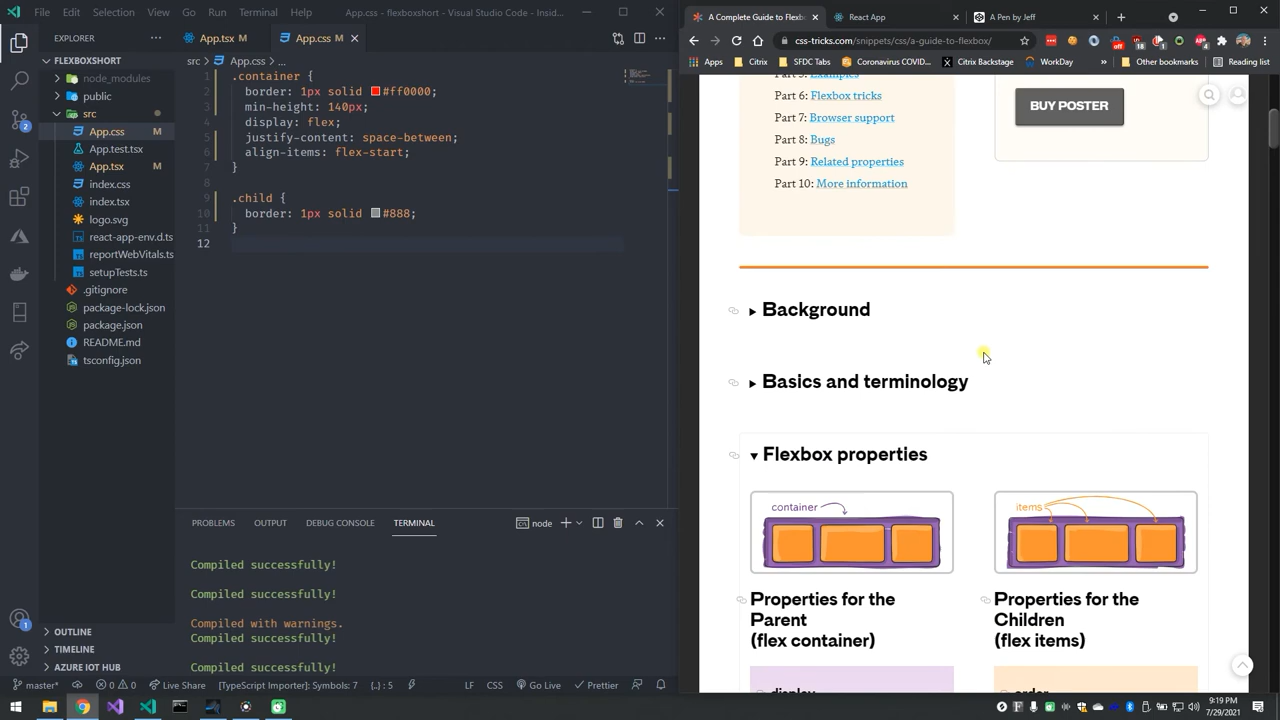 File Edit Selection View Go
App.css - FlexboxShort - Visual Studio Code - Insid...
EXPLORER
FLEXBOXSHORT
node_modules
public
src
App.css M
App.test.tsx
App.tsx M
index.css
index.tsx
logo.svg
react-app-env.d.ts
reportWebVitals.ts
setupTests.ts
.gitignore
package-lock.json
package.json
README.md
tsconfig.json
OUTLINE
TIMELINE
AZURE IOT HUB
App.tsx M
App.css M
src > App.css > ...
1 .container {
2 border: 1px solid #ff0000;
3 min-height: 140px;
4 display: flex;
5 justify-content: space-between;
6 align-items: flex-start;
7 }
8
9 .child {
10 border: 1px solid #888;
11 }
12
PROBLEMS OUTPUT DEBUG CONSOLE TERMINAL
node
Compiled successfully!
Compiled successfully!
Compiled with warnings.
Compiled successfully!
Compiled successfully!
master* 0 0 Live Share [TypeScript Importer]: Symbols: 7 {..}: 5 LF CSS Go Live Prettier
A Complete Guide to Flexbox
React App
A Pen by Jeff
css-tricks.com/snippets/css/a-guide-to-flexbox/
Apps Citrix SFDC Tabs Coronavirus COVID... Citrix Backstage WorkDay Other bookmarks Reading list
Part 5: Examples
Part 6: Flexbox tricks
Part 7: Browser support
Part 8: Bugs
Part 9: Related properties
Part 10: More information
BUY POSTER
Background
Basics and terminology
Flexbox properties
container
items
Properties for the
Parent
(flex container)
Properties for the
Children
(flex items)
display
order
9:19 PM
7/29/2021